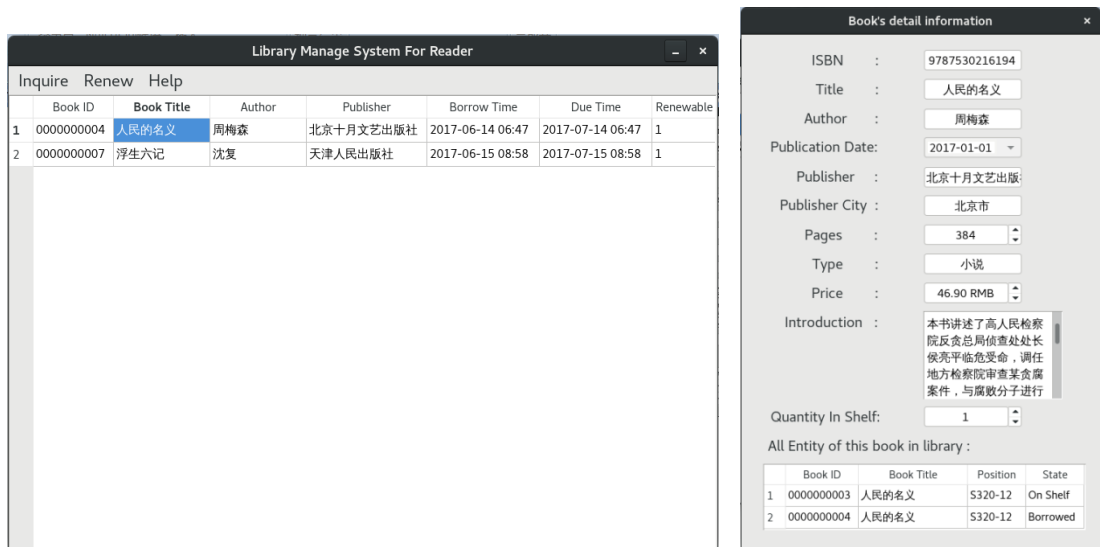 Library Manage System For Reader
Inquire Renew Help
Book ID Book Title Author Publisher Borrow Time Due Time Renewable
1 0000000004 人民的名义 周梅森 北京十月文艺出版社 2017-06-14 06:47 2017-07-14 06:47 1
2 0000000007 浮生六记 沈复 天津人民出版社 2017-06-15 08:58 2017-07-15 08:58 1
Book's detail information
ISBN : 9787530216194
Title : 人民的名义
Author : 周梅森
Publication Date: 2017-01-01
Publisher : 北京十月文艺出版
Publisher City : 北京市
Pages : 384
Type : 小说
Price : 46.90 RMB
Introduction : 本书讲述了高人民检察
院反贪总局侦查处处长
侯亮平临危受命，调任
地方检察院审查某贪腐
案件，与腐败分子进行
Quantity In Shelf: 1
All Entity of this book in library :
Book ID Book Title Position State
1 0000000003 人民的名义 S320-12 On Shelf
2 0000000004 人民的名义 S320-12 Borrowed